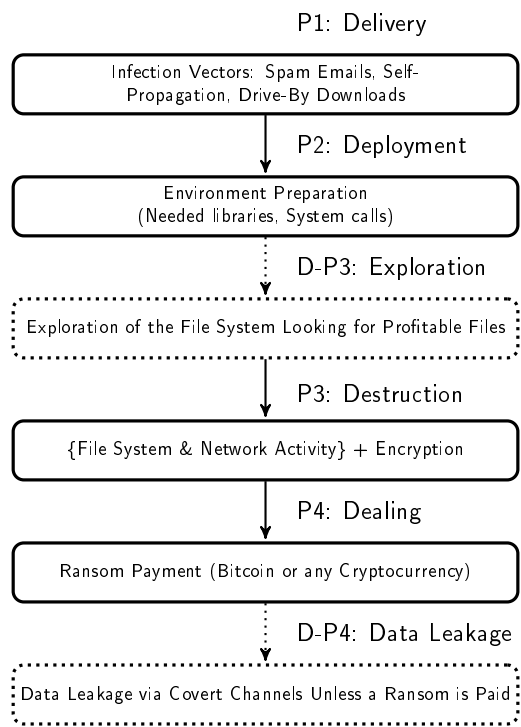 P1: Delivery
Infection Vectors: Spam Emails, Self-
Propagation, Drive-By Downloads
P2: Deployment
Environment Preparation
(Needed libraries, System calls)
D-P3: Exploration
Exploration of the File System Looking for Profitable Files
P3: Destruction
{File System & Network Activity} + Encryption
P4: Dealing
Ransom Payment (Bitcoin or any Cryptocurrency)
D-P4: Data Leakage
Data Leakage via Covert Channels Unless a Ransom is Paid